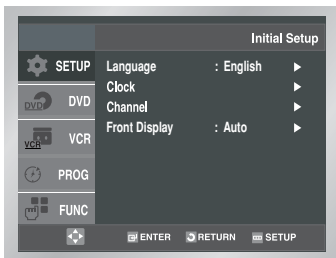 Initial Setup
SETUP
Language : English
Clock
Channel
Front Display : Auto
DVD DVD
VCR VCR
PROG
FUNC
ENTER RETURN SETUP